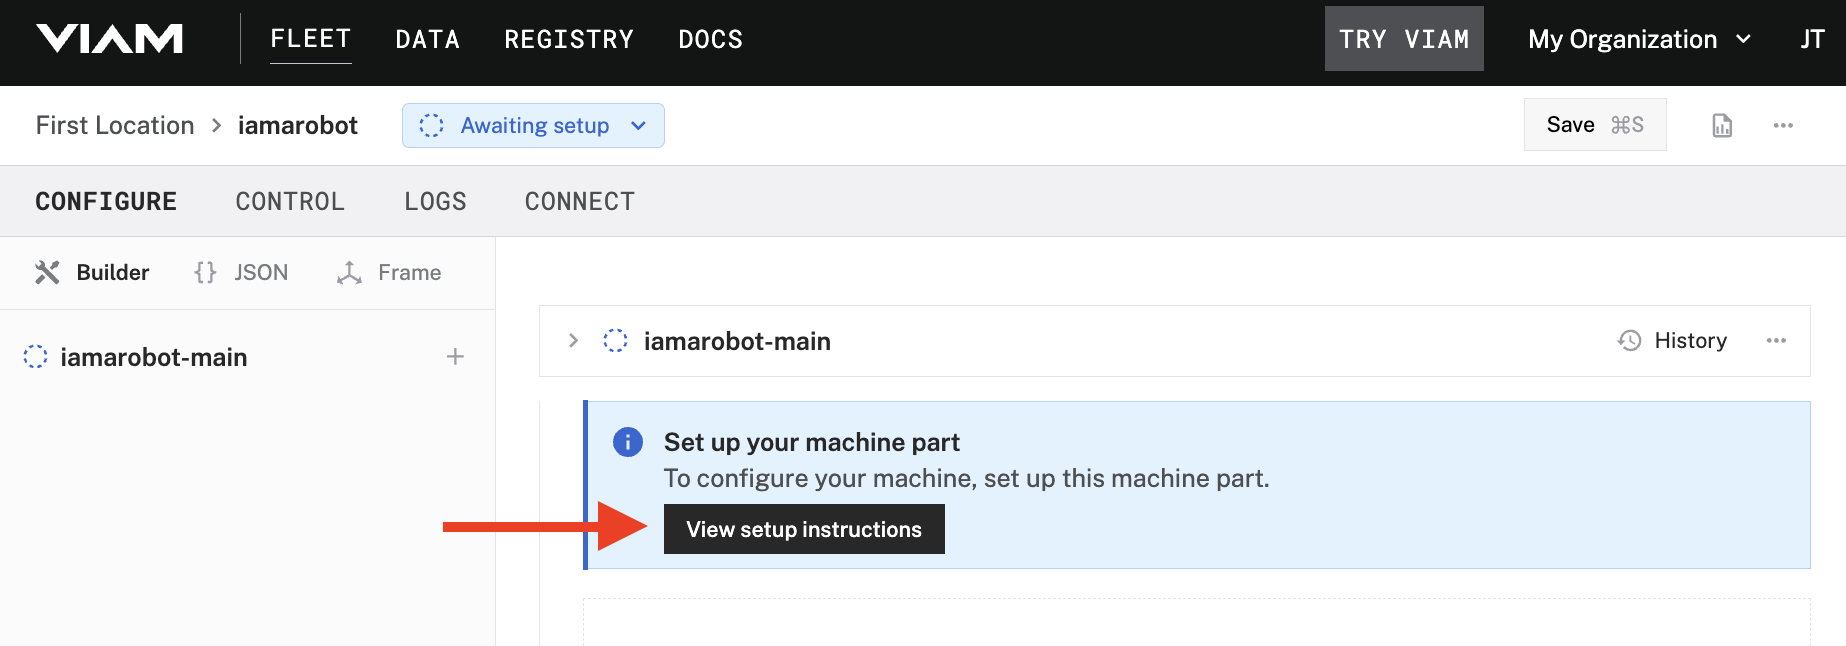 VIAM FLEET DATA REGISTRY DOCS TRY VIAM My Organization JT
First Location > iamarobot Awaiting setup Save ⌘S
CONFIGURE CONTROL LOGS CONNECT
Builder {} JSON Frame
iamarobot-main +
iamarobot-main History
Set up your machine part
To configure your machine, set up this machine part.
View setup instructions